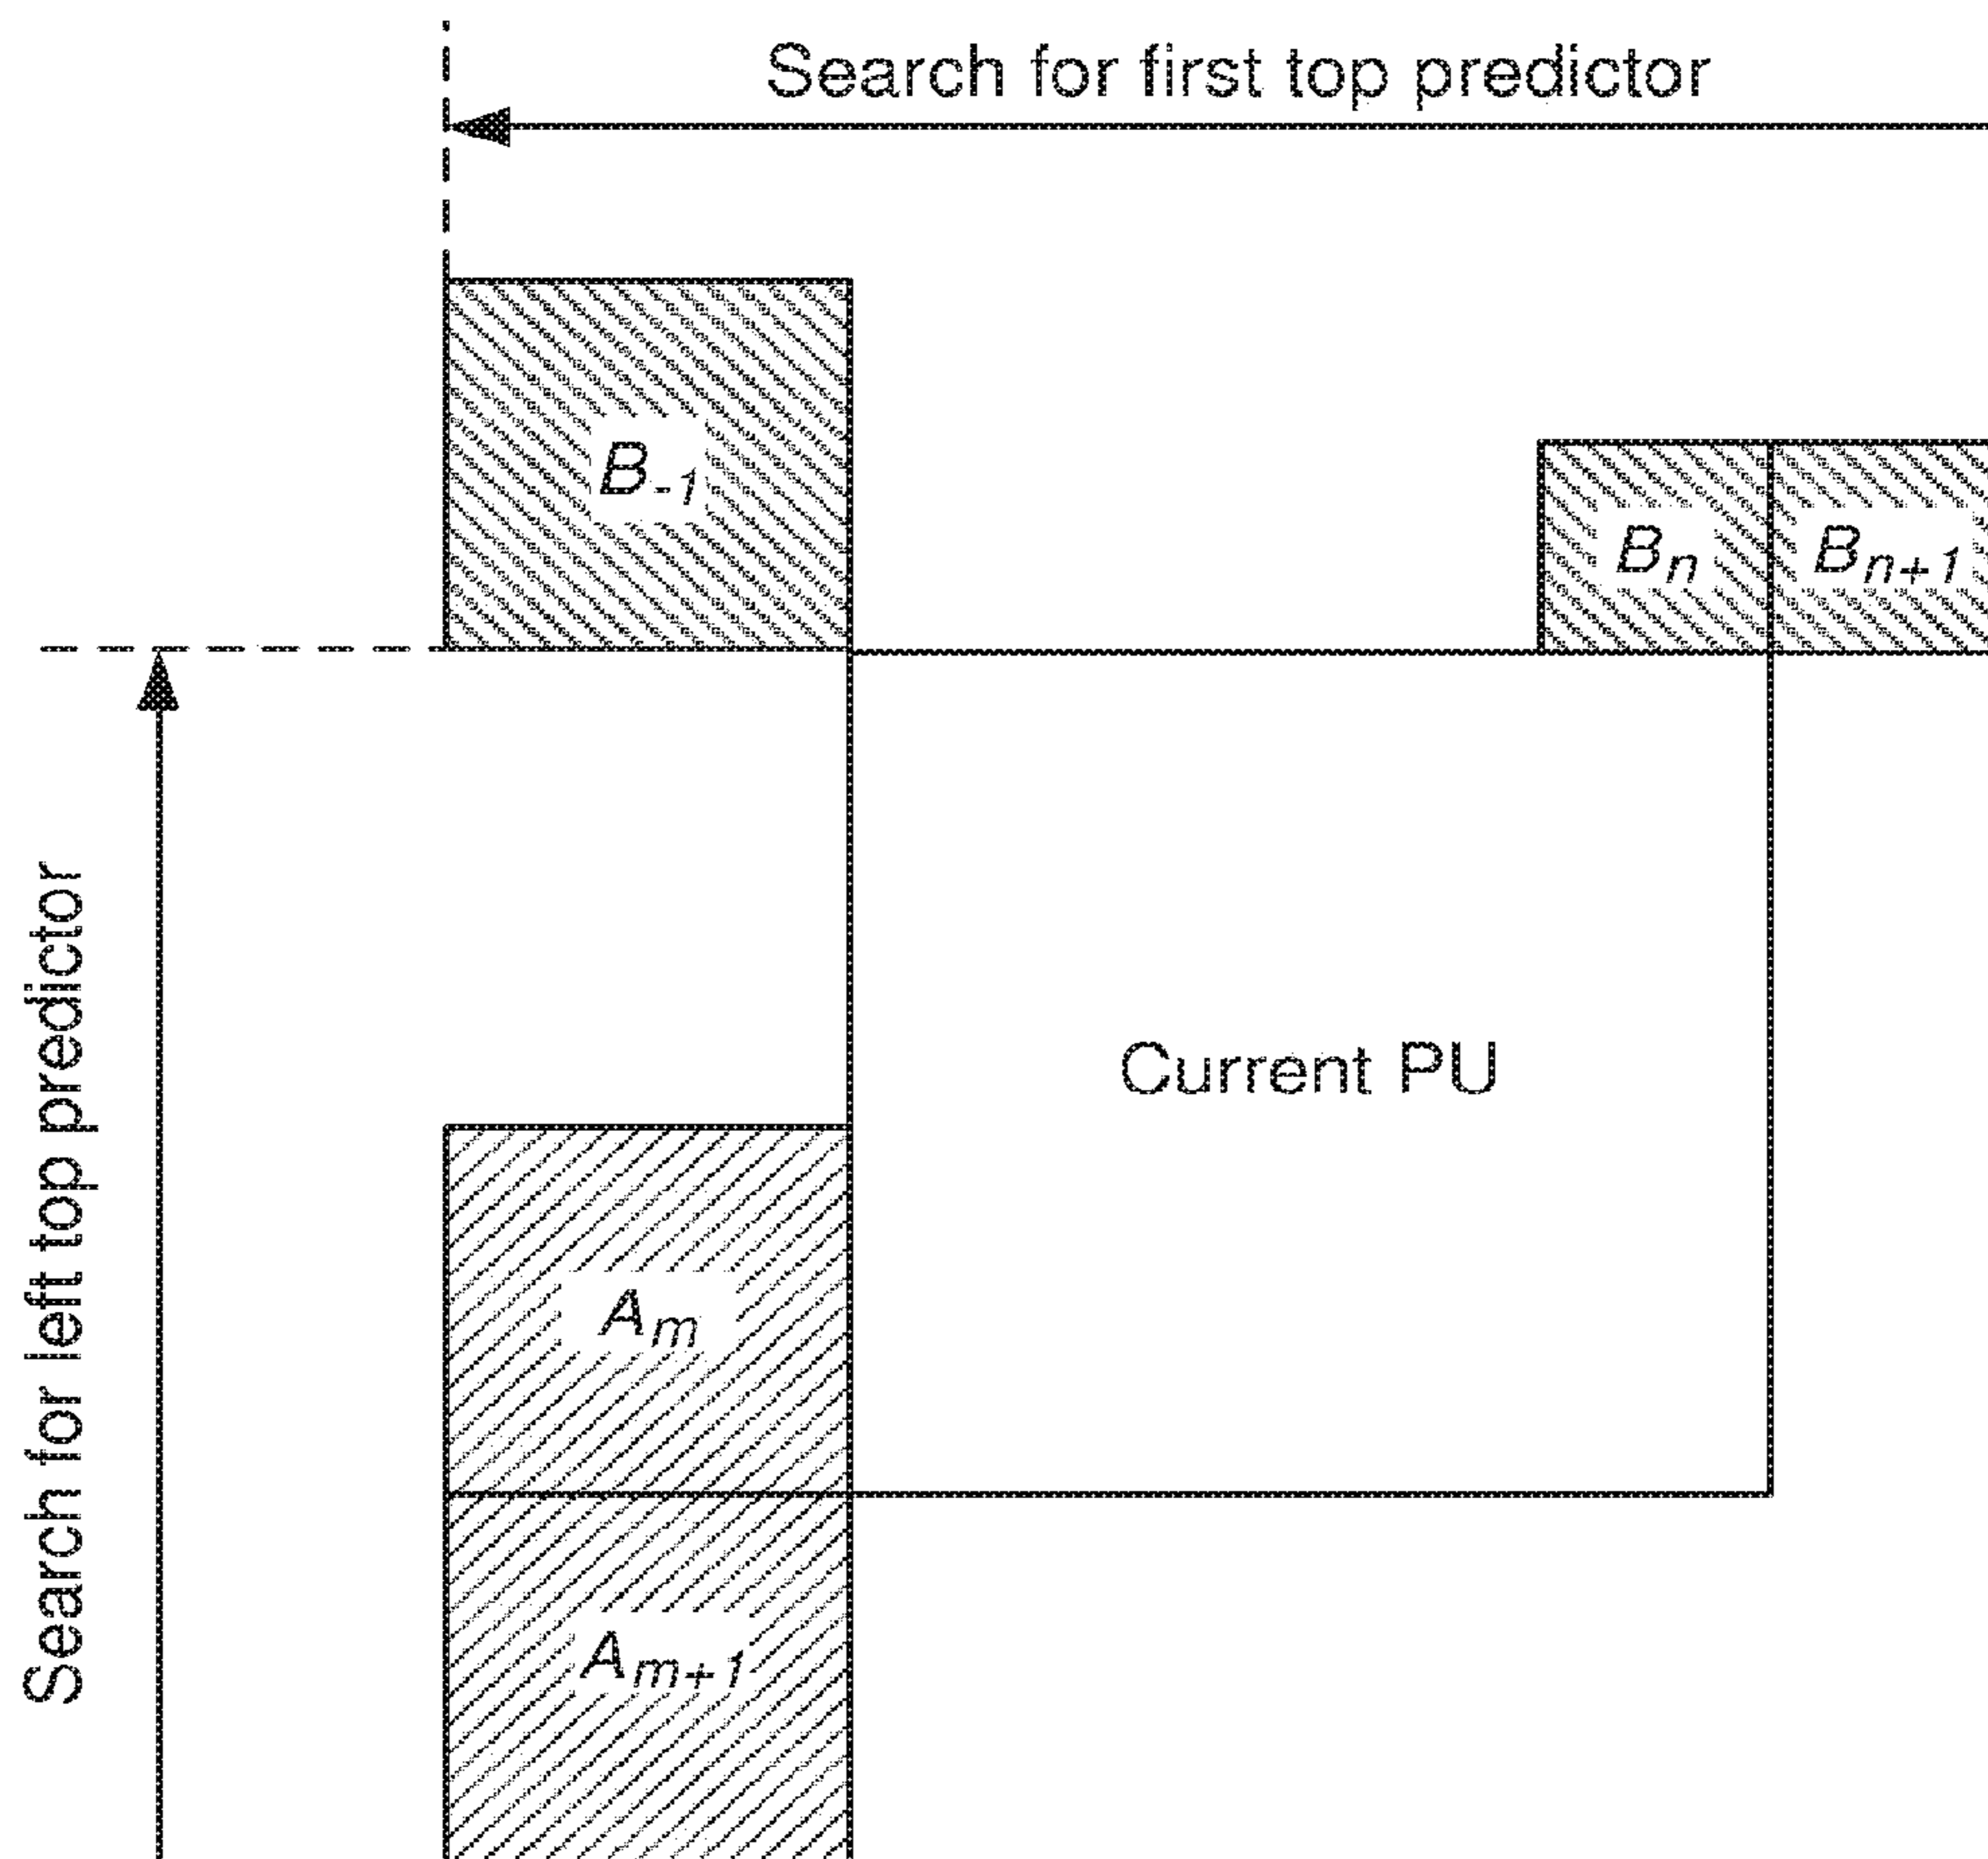 Search for first top predictor
B-1
Bn
Bn+1
Search for left top predictor
Current PU
Am
Am+1